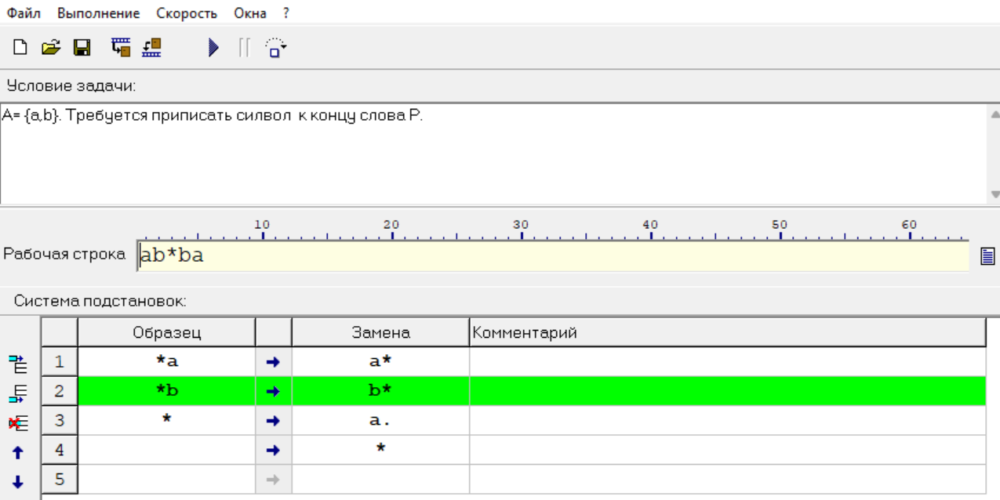 Файл Выполнение Скорость Окна ?
Условие задачи:
A= {a,b}. Требуется приписать силвол к концу слова P.
10 20 30 40 50 60
Рабочая строка ab*ba
Система подстановок:
Образец Замена Комментарий
1 *a → a*
2 *b → b*
3 * → a.
4 → *
5 →